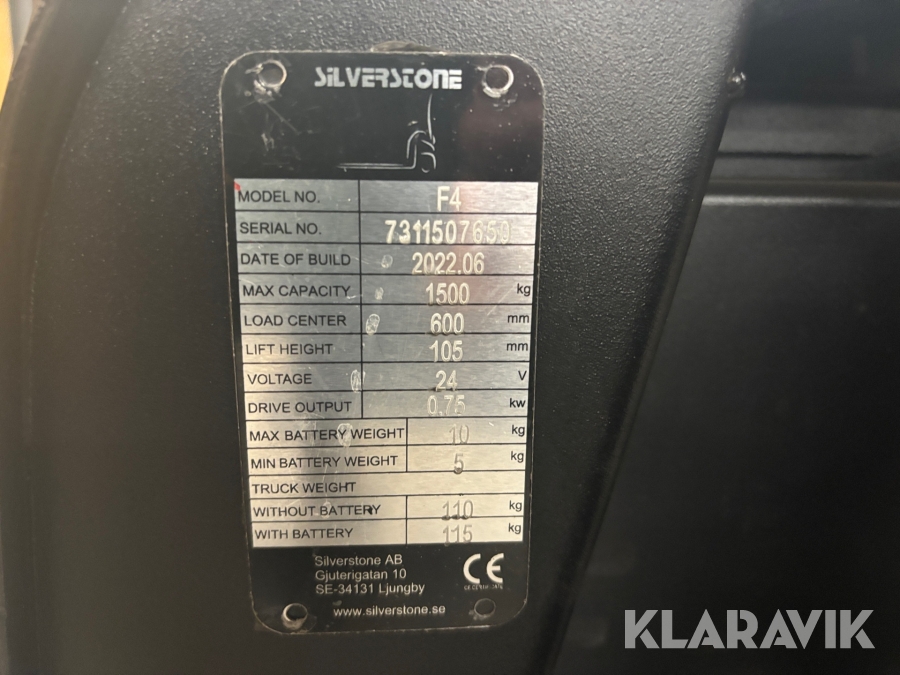 SILVERSTONE
MODEL NO. F4
SERIAL NO. 7311507650
DATE OF BUILD 2022.06
MAX CAPACITY 1500 kg
LOAD CENTER 600 mm
LIFT HEIGHT 105 mm
VOLTAGE 24 V
DRIVE OUTPUT 0,75 kw
MAX BATTERY WEIGHT 10 kg
MIN BATTERY WEIGHT 5 kg
TRUCK WEIGHT
WITHOUT BATTERY 110 kg
WITH BATTERY 115 kg
Silverstone AB
Gjuterigatan 10
SE-34131 Ljungby
CE
www.silverstone.se
KLARAVIK